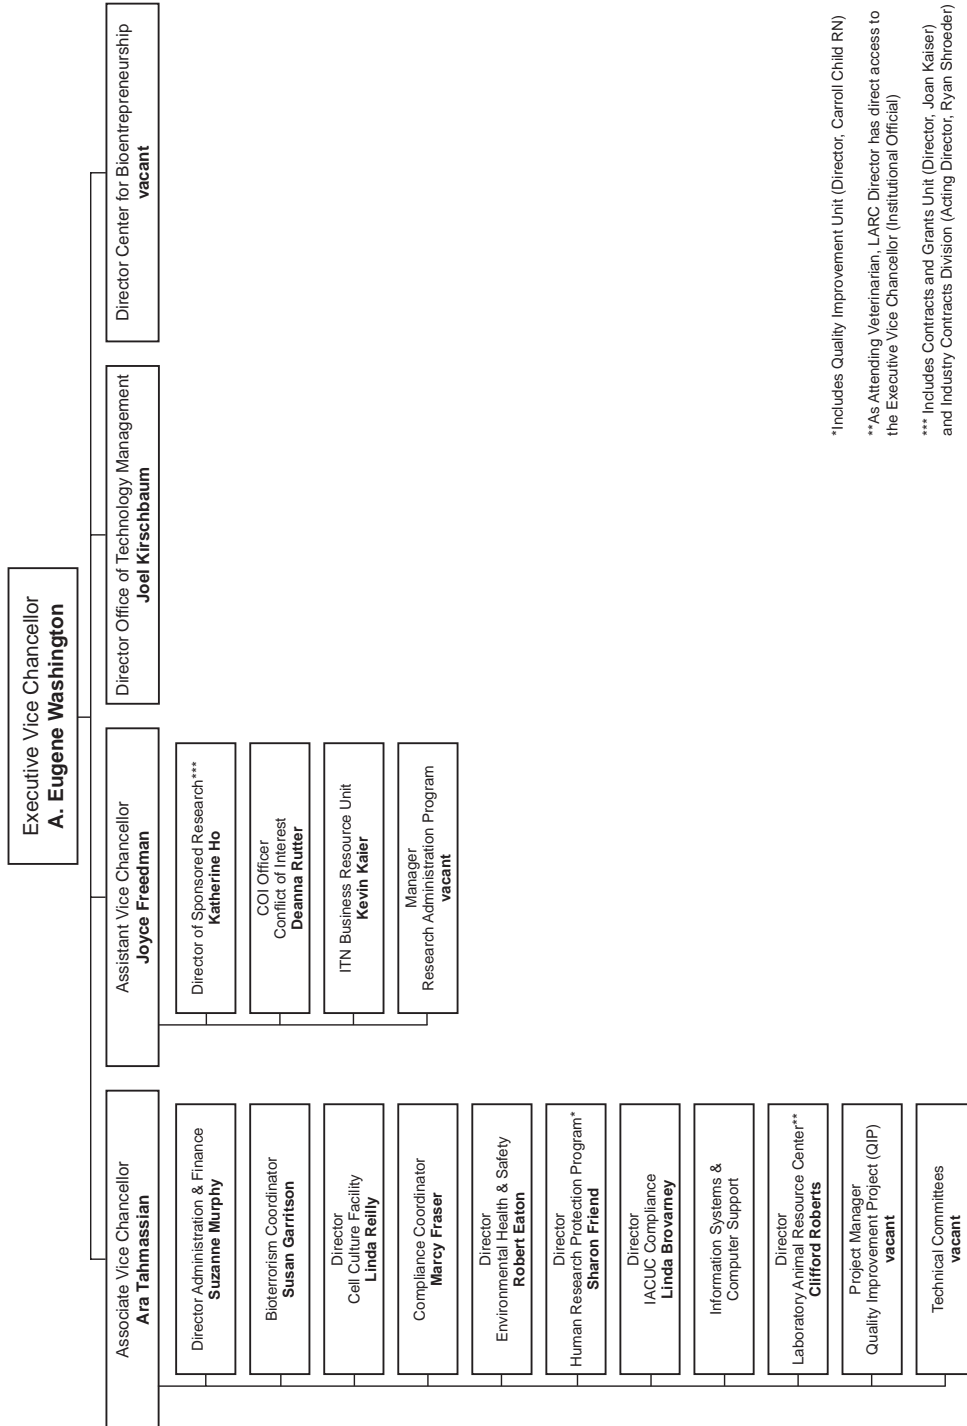 Executive Vice Chancellor
A. Eugene Washington
Associate Vice Chancellor
Ara Tahmassian
Director Administration & Finance
Suzanne Murphy
Bioterrorism Coordinator
Susan Garritson
Director
Cell Culture Facility
Linda Reilly
Compliance Coordinator
Marcy Fraser
Director
Environmental Health & Safety
Robert Eaton
Director
Human Research Protection Program*
Sharon Friend
Director
IACUC Compliance
Linda Brovarney
Information Systems &
Computer Support
Director
Laboratory Animal Resource Center**
Clifford Roberts
Project Manager
Quality Improvement Project (QIP)
vacant
Technical Committees
vacant
Assistant Vice Chancellor
Joyce Freedman
Director of Sponsored Research***
Katherine Ho
COI Officer
Conflict of Interest
Deanna Rutter
ITN Business Resource Unit
Kevin Kaier
Manager
Research Administration Program
vacant
Director Office of Technology Management
Joel Kirschbaum
Director Center for Bioentrepreneurship
vacant
*Includes Quality Improvement Unit (Director, Carroll Child RN)
**As Attending Veterinarian, LARC Director has direct access to
the Executive Vice Chancellor (Institutional Official)
*** Includes Contracts and Grants Unit (Director, Joan Kaiser)
and Industry Contracts Division (Acting Director, Ryan Shroeder)